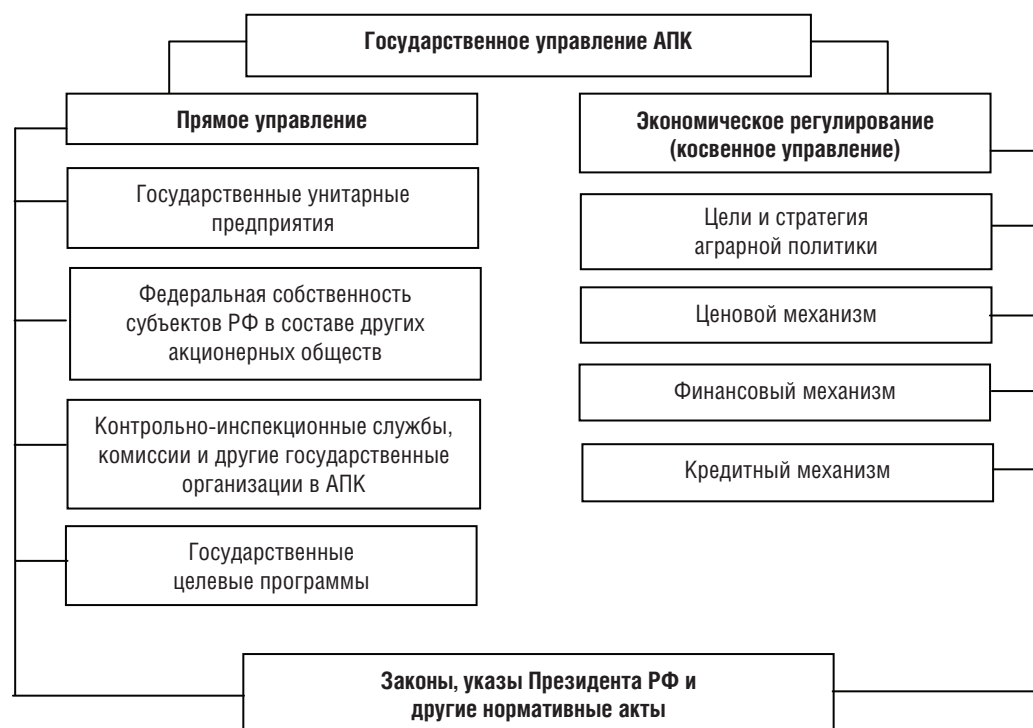 Государственное управление АПК
Прямое управление
Государственные унитарные
предприятия
Федеральная собственность
субъектов РФ в составе других
акционерных обществ
Контрольно-инспекционные службы,
комиссии и другие государственные
организации в АПК
Государственные
целевые программы
Экономическое регулирование
(косвенное управление)
Цели и стратегия
аграрной политики
Ценовой механизм
Финансовый механизм
Кредитный механизм
Законы, указы Президента РФ и
другие нормативные акты